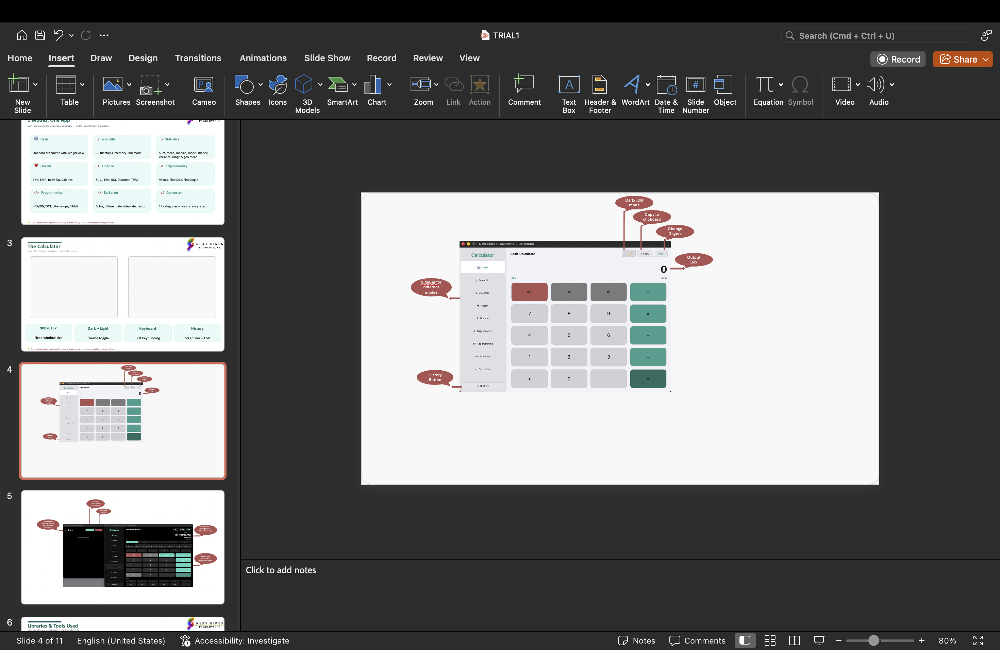 TRIAL1
Search (Cmd + Ctrl + U)
Home Insert Draw Design Transitions Animations Slide Show Record Review View
Record
Share
New Slide
Table
Pictures
Screenshot
Cameo
Shapes
Icons
3D Models
SmartArt
Chart
Zoom
Link
Action
Comment
Text Box
Header & Footer
WordArt
Date & Time
Slide Number
Object
Equation
Symbol
Video
Audio
9 Modes, One App
Each mode is a fully independent calculator — switch instantly from the sidebar
IT SOLUTIONS
Basic
Standard arithmetic with live preview
∫ Scientific
36 functions, memory, 2nd mode
σ Statistics
Sum, mean, median, mode, std dev,
variance, range & geo mean
Health
BMI, BMR, Body Fat, Calories
₹ Finance
SI, CI, EMI, ROI, Discount, TVM
Trigonometry
Values, Find Side, Find Angle
</> Programming
HEX/BIN/OCT, bitwise ops, 32-bit
=X Eq Solver
Solve, differentiate, integrate, factor
⇄ Converter
12 categories + live currency rates
Currently tested and optimised for laptop & desktop only — mobile compatibility not yet verified
3
The Calculator
Clean UI · Sidebar navigation · Multiple modes
NEXT HIKES
IT SOLUTIONS
900x615x
Fixed window size
Dark + Light
Theme toggle
Keyboard
Full Key Binding
History
50 entries + CSV
Currently tested and optimised for laptop & desktop only — mobile compatibility not yet verified
4
5
6
Libraries & Tools Used
Why each library was chosen — not just what it is
NEXT HIKES
IT SOLUTIONS
Dark/light
mode
Copy to
clipboard
Change
Degree
Output
Box
SideBar for
different
modes
History
Button
Next Hikes IT Solutions — Calculator
Calculator
Basic
∫ Scientific
σ Statistics
♥ Health
₹ Finance
Trigonometry
</> Programming
=x Eq Solver
⇄ Converter
History
Basic Calculator
Copy
DEG
0
DEG
Ready
AC % ⌫ ÷
7 8 9 ×
4 5 6 −
1 2 3 +
± 0 . =
Click to add notes
Slide 4 of 11
English (United States)
Accessibility: Investigate
Notes
Comments
80%